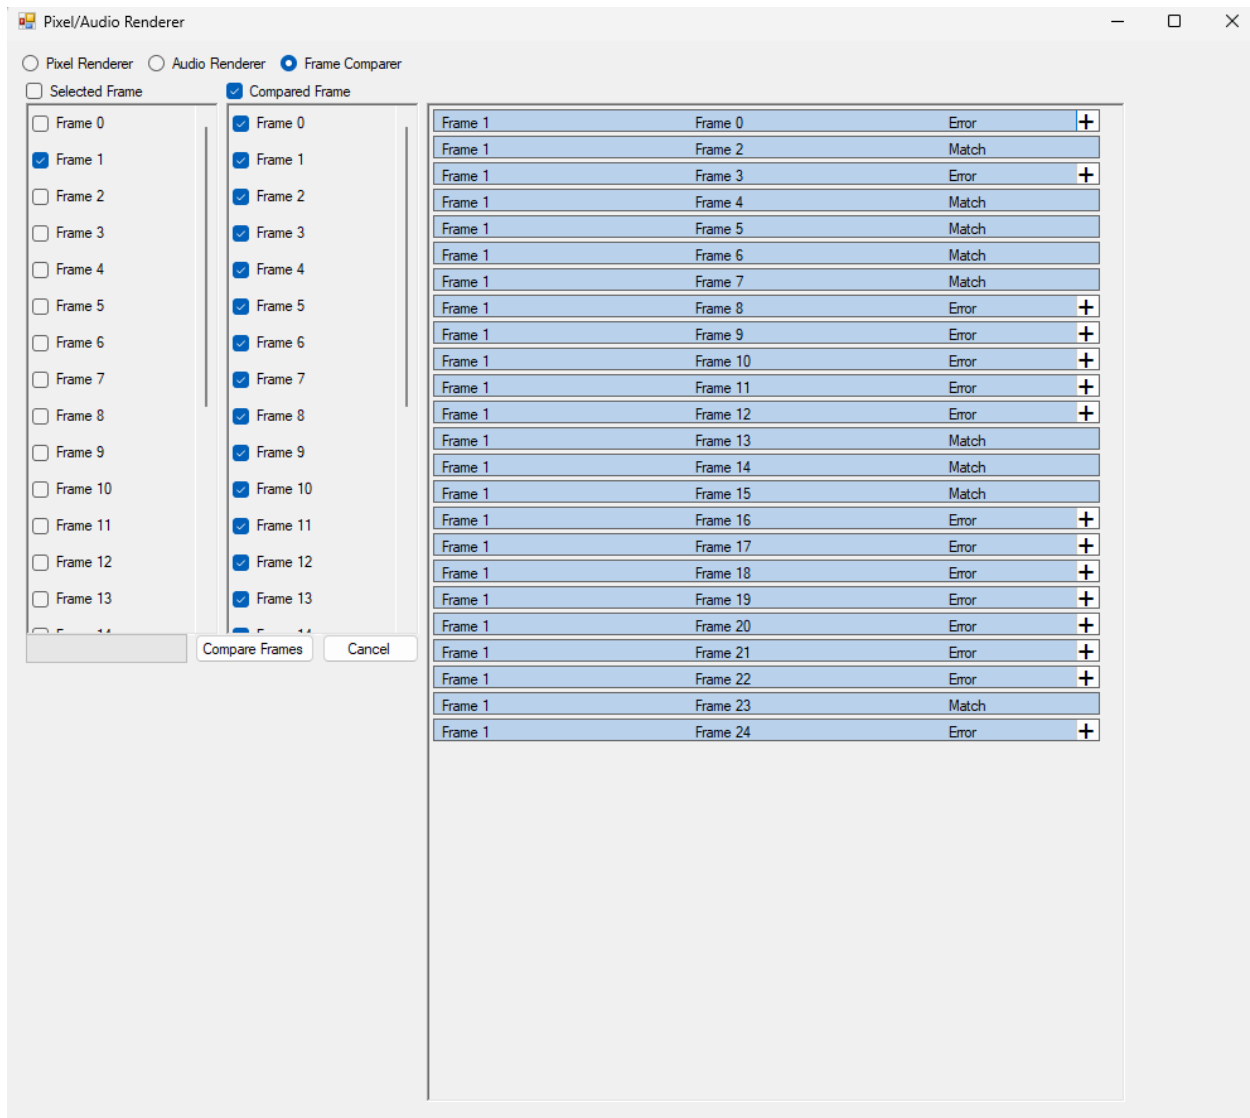 Pixel/Audio Renderer
Pixel Renderer Audio Renderer Frame Comparer
Selected Frame Compared Frame
Frame 0
Frame 1
Frame 2
Frame 3
Frame 4
Frame 5
Frame 6
Frame 7
Frame 8
Frame 9
Frame 10
Frame 11
Frame 12
Frame 13
Frame 0
Frame 1
Frame 2
Frame 3
Frame 4
Frame 5
Frame 6
Frame 7
Frame 8
Frame 9
Frame 10
Frame 11
Frame 12
Frame 13
Compare Frames Cancel
Frame 1 Frame 0 Error +
Frame 1 Frame 2 Match
Frame 1 Frame 3 Error +
Frame 1 Frame 4 Match
Frame 1 Frame 5 Match
Frame 1 Frame 6 Match
Frame 1 Frame 7 Match
Frame 1 Frame 8 Error +
Frame 1 Frame 9 Error +
Frame 1 Frame 10 Error +
Frame 1 Frame 11 Error +
Frame 1 Frame 12 Error +
Frame 1 Frame 13 Match
Frame 1 Frame 14 Match
Frame 1 Frame 15 Match
Frame 1 Frame 16 Error +
Frame 1 Frame 17 Error +
Frame 1 Frame 18 Error +
Frame 1 Frame 19 Error +
Frame 1 Frame 20 Error +
Frame 1 Frame 21 Error +
Frame 1 Frame 22 Error +
Frame 1 Frame 23 Match
Frame 1 Frame 24 Error +